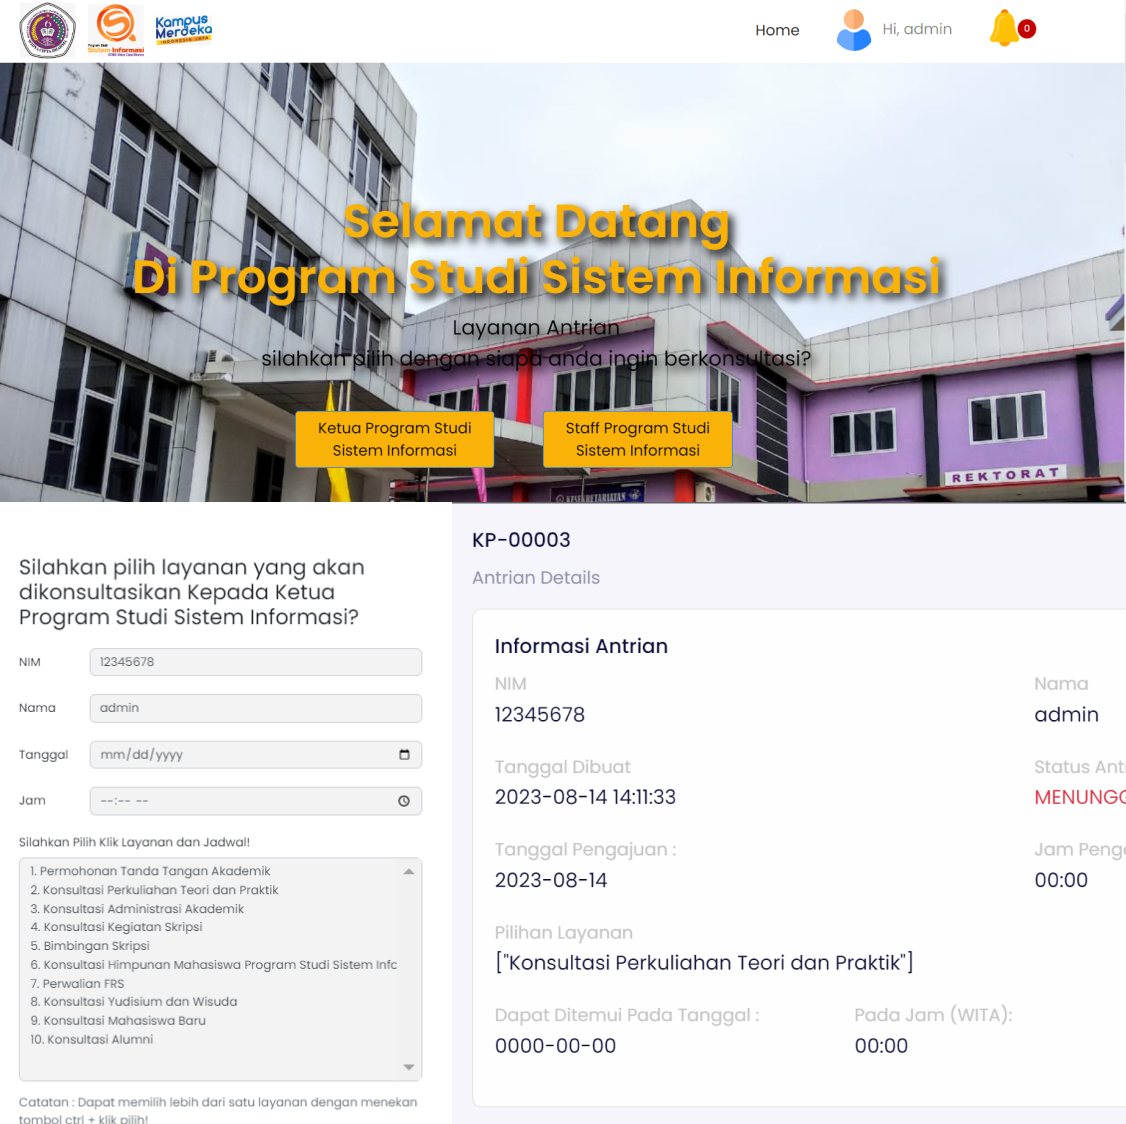 Kampus
Merdeka
INDONESIA JAYA
Sistem Informasi
Home
Hi, admin
0
Selamat Datang
Di Program Studi Sistem Informasi
Layanan Antrian
silahkan pilih dengan siapa anda ingin berkonsultasi?
Ketua Program Studi
Sistem Informasi
Staff Program Studi
Sistem Informasi
REKTORAT
KESEKRETARIATAN
Silahkan pilih layanan yang akan
dikonsultasikan Kepada Ketua
Program Studi Sistem Informasi?
NIM
12345678
Nama
admin
Tanggal
mm/dd/yyyy
Jam
--:-- --
Silahkan Pilih Klik Layanan dan Jadwal!
1. Permohonan Tanda Tangan Akademik
2. Konsultasi Perkuliahan Teori dan Praktik
3. Konsultasi Administrasi Akademik
4. Konsultasi Kegiatan Skripsi
5. Bimbingan Skripsi
6. Konsultasi Himpunan Mahasiswa Program Studi Sistem Infc
7. Perwalian FRS
8. Konsultasi Yudisium dan Wisuda
9. Konsultasi Mahasiswa Baru
10. Konsultasi Alumni
Catatan : Dapat memilih lebih dari satu layanan dengan menekan
tombol ctrl + klik pilih!
KP-00003
Antrian Details
Informasi Antrian
NIM
12345678
Nama
admin
Tanggal Dibuat
2023-08-14 14:11:33
Status Ant
MENUNGG
Tanggal Pengajuan :
2023-08-14
Jam Peng
00:00
Pilihan Layanan
["Konsultasi Perkuliahan Teori dan Praktik"]
Dapat Ditemui Pada Tanggal :
0000-00-00
Pada Jam (WITA):
00:00